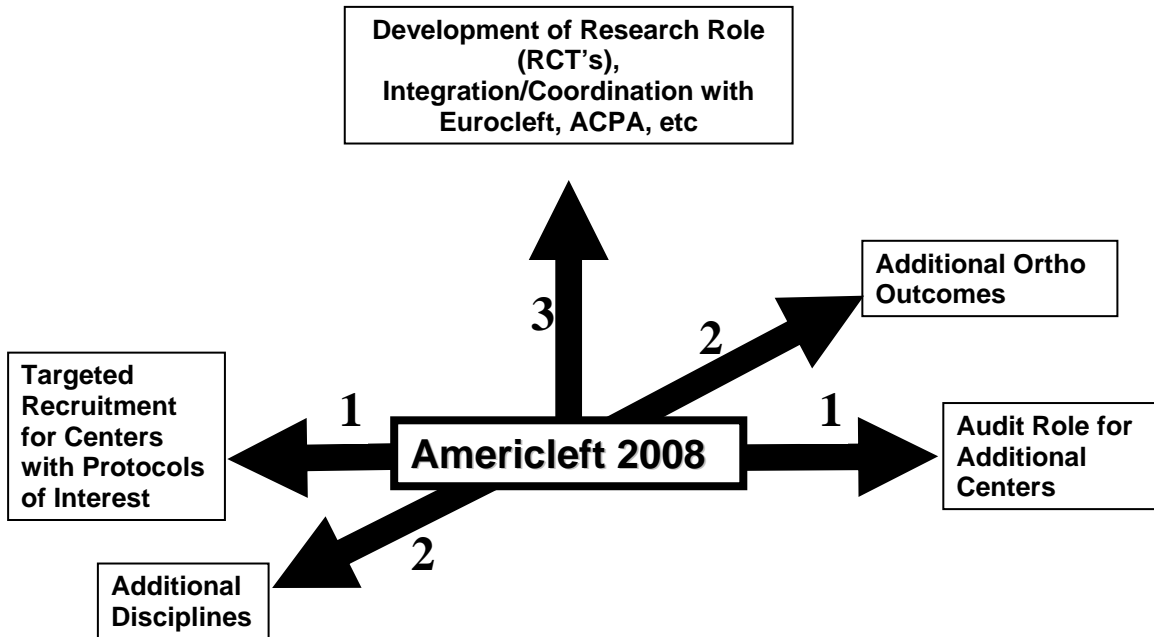 Development of Research Role
(RCT's),
Integration/Coordination with
Eurocleft, ACPA, etc
3
Additional Ortho
Outcomes
2
Targeted
Recruitment
for Centers
with Protocols
of Interest
1
Americleft 2008
1
Audit Role for
Additional
Centers
2
Additional
Disciplines